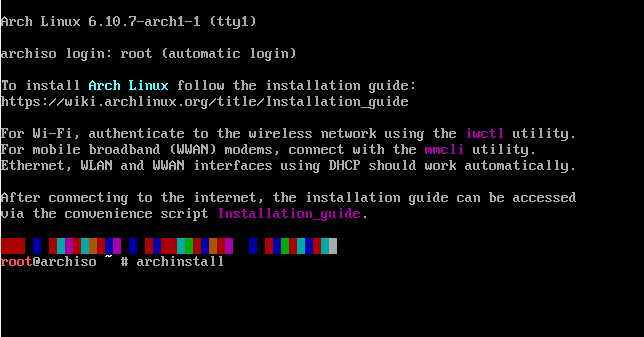 Arch Linux 6.10.7-arch1-1 (tty1)
archiso login: root (automatic login)
To install Arch Linux follow the installation guide:
https://wiki.archlinux.org/title/Installation_guide
For Wi-Fi, authenticate to the wireless network using the iwctl utility.
For mobile broadband (WWAN) modems, connect with the mmcli utility.
Ethernet, WLAN and WWAN interfaces using DHCP should work automatically.
After connecting to the internet, the installation guide can be accessed
via the convenience script Installation_guide.
root@archiso ~ # archinstall